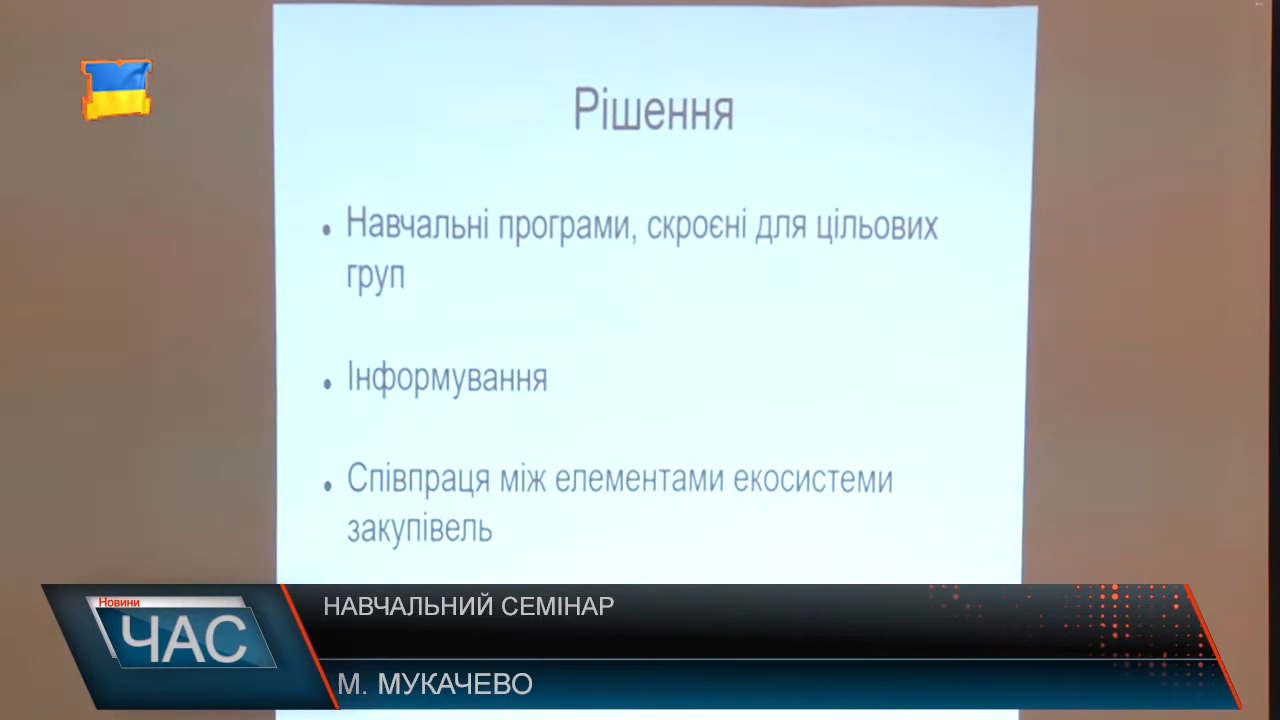 Рішення
• Навчальні програми, скроєні для цільових
груп
• Інформування
• Співпраця між елементами екосистеми
закупівель
Новини
ЧАС
НАВЧАЛЬНИЙ СЕМІНАР
М. МУКАЧЕВО